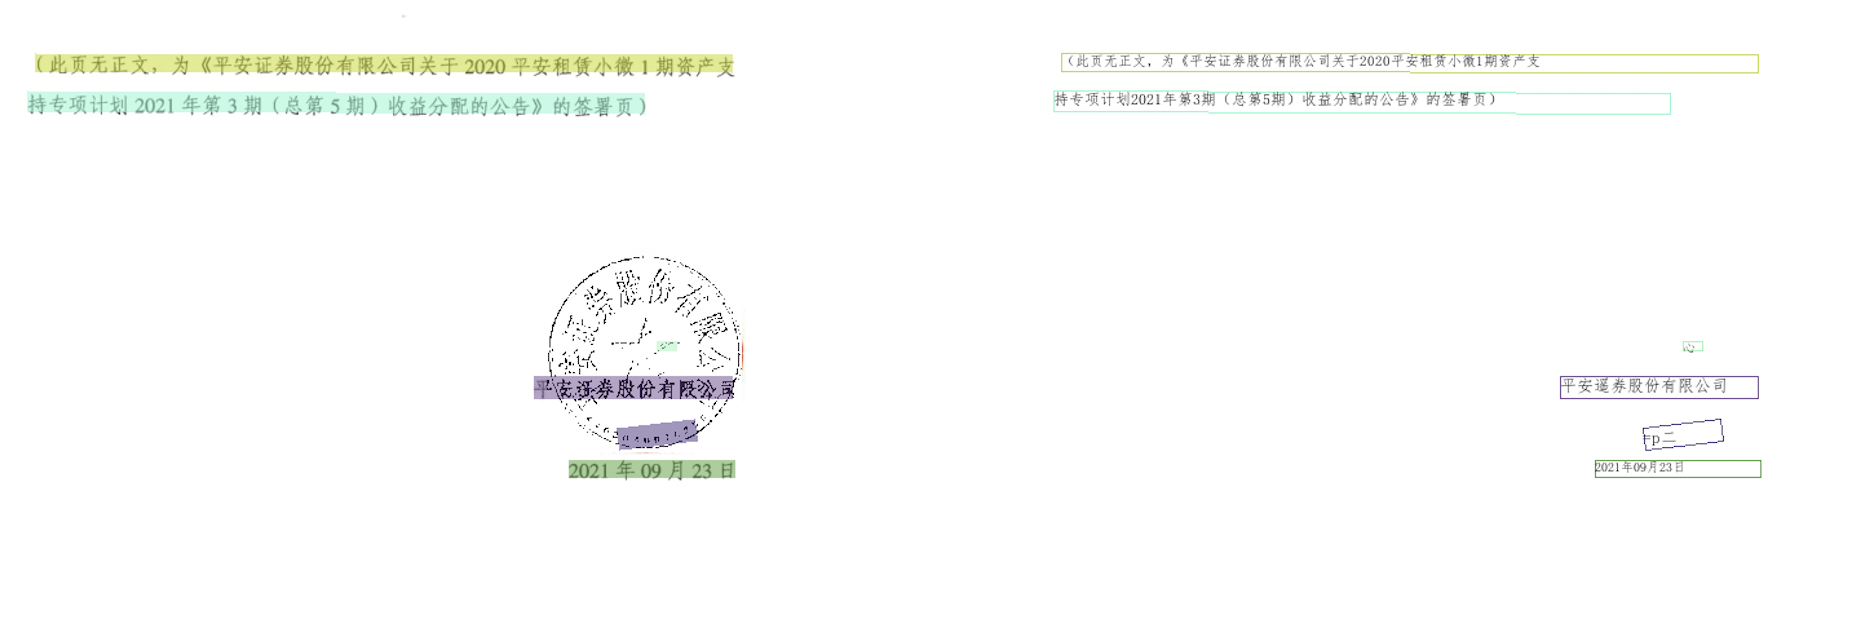 （此页无正文，为《平安证券股份有限公司关于 2020 平安租赁小微 1 期资产支
持专项计划 2021 年第 3 期（总第 5 期）收益分配的公告》的签署页）
安证券股份有限公
平安证券股份有限公司
2021 年 09 月 23 日
（此页无正文，为《平安证券股份有限公司关于2020平安租赁小微1期资产支
持专项计划2021年第3期（总第5期）收益分配的公告》的签署页）
平安遥券股份有限公司
=p二
2021年09月23日